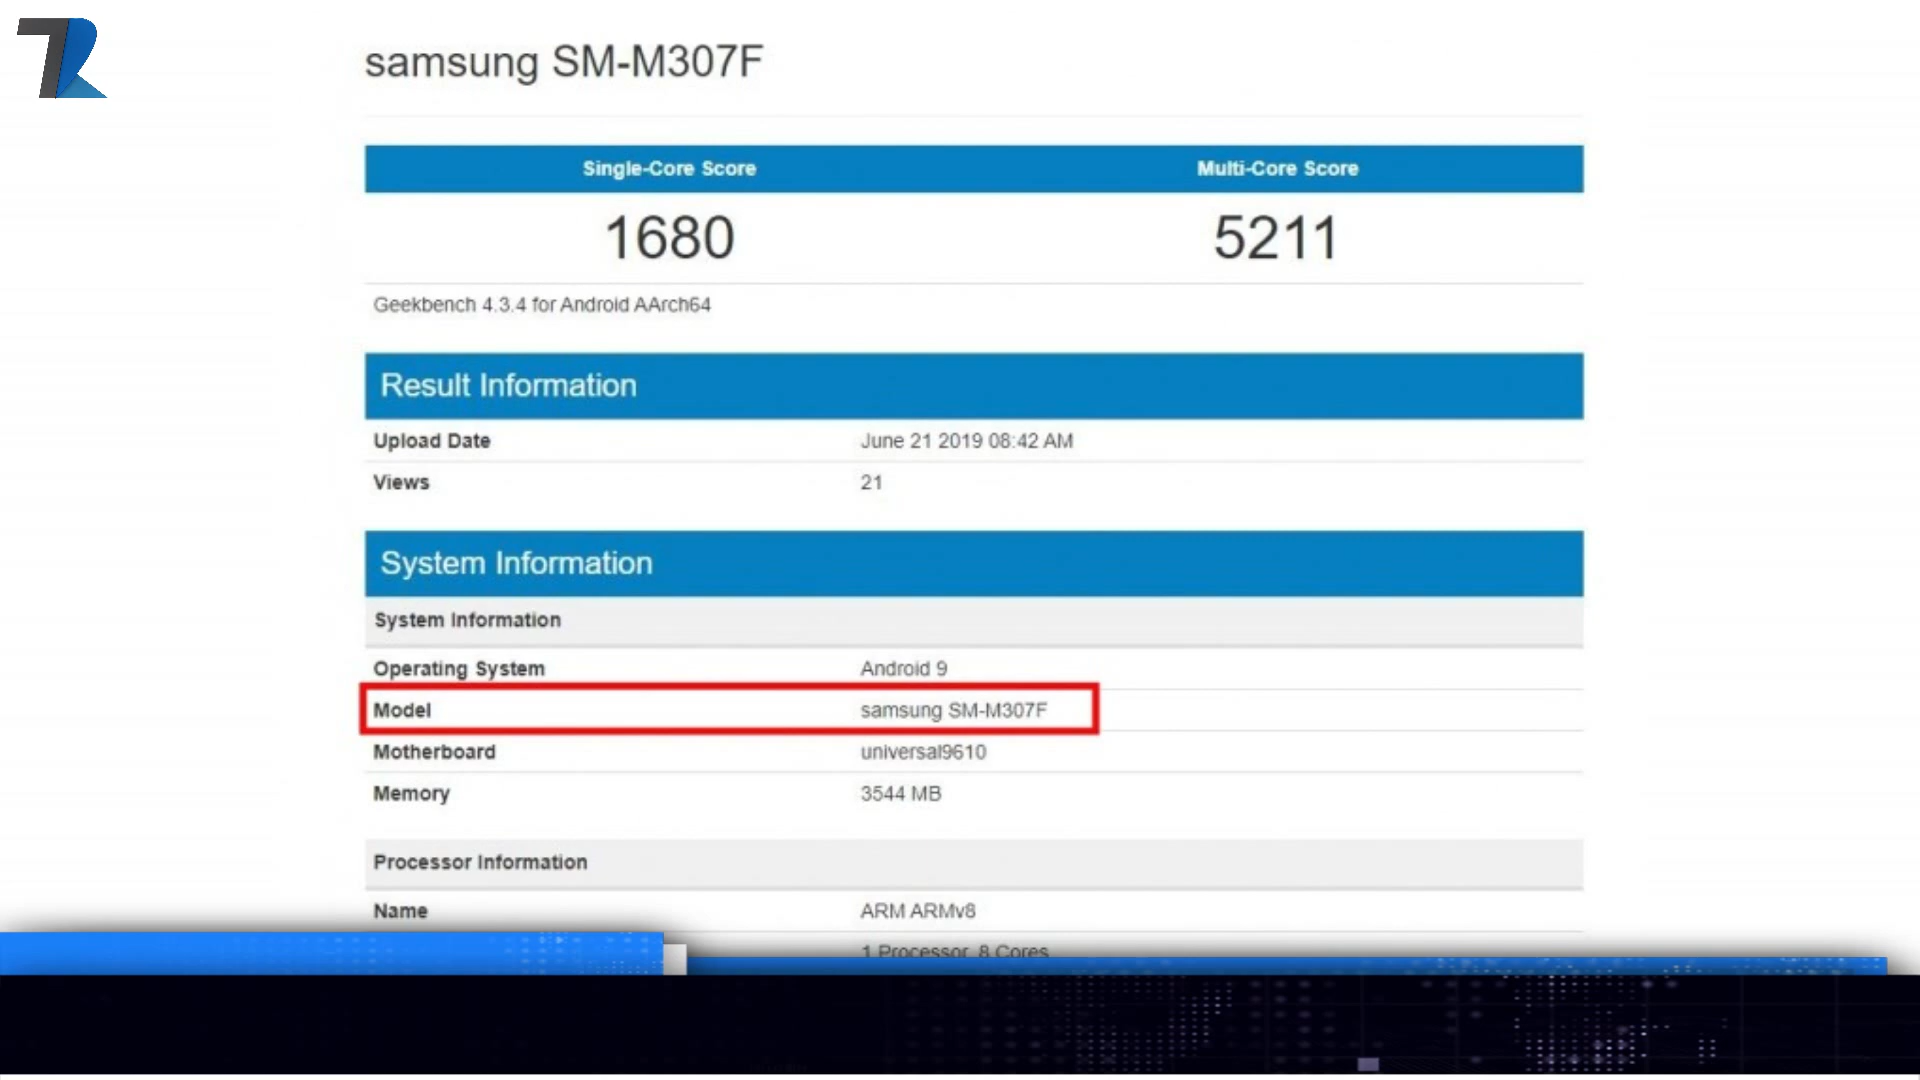 samsung SM-M307F
Single-Core Score Multi-Core Score
1680 5211
Geekbench 4.3.4 for Android AArch64
Result Information
Upload Date June 21 2019 08:42 AM
Views 21
System Information
System Information
Operating System Android 9
Model samsung SM-M307F
Motherboard universal9610
Memory 3544 MB
Processor Information
Name ARM ARMv8
1 Processor, 8 Cores